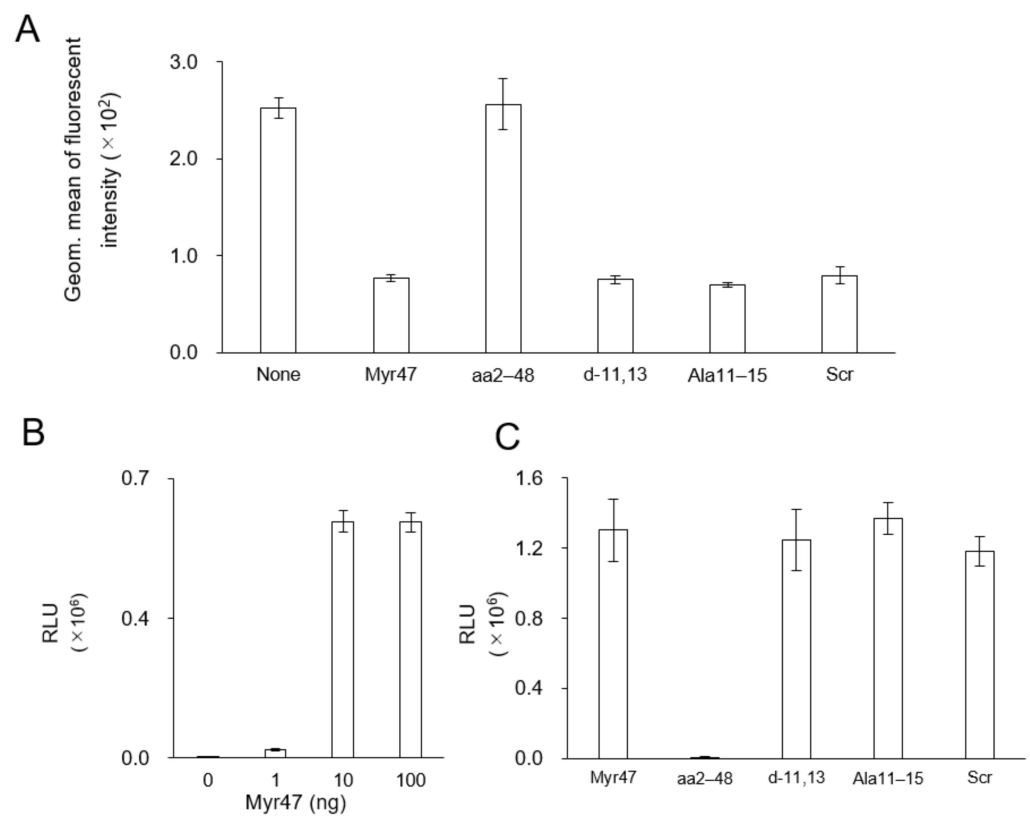 A
Geom. mean of fluorescent
intensity (×10²)
3.0
2.0
1.0
0.0
None Myr47 aa2–48 d-11,13 Ala11–15 Scr
B
RLU
(×10⁶)
0.7
0.4
0.0
0 1 10 100
Myr47 (ng)
C
RLU
(×10⁶)
1.6
1.2
0.8
0.4
0.0
Myr47 aa2–48 d-11,13 Ala11–15 Scr